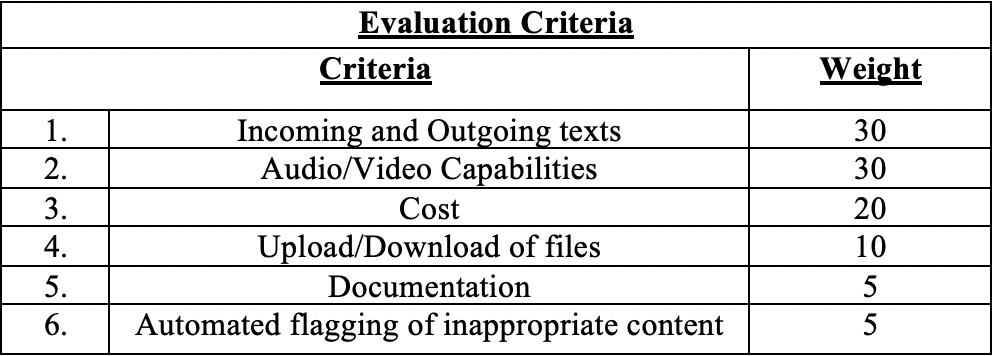 Evaluation Criteria
Criteria Weight
1. Incoming and Outgoing texts 30
2. Audio/Video Capabilities 30
3. Cost 20
4. Upload/Download of files 10
5. Documentation 5
6. Automated flagging of inappropriate content 5